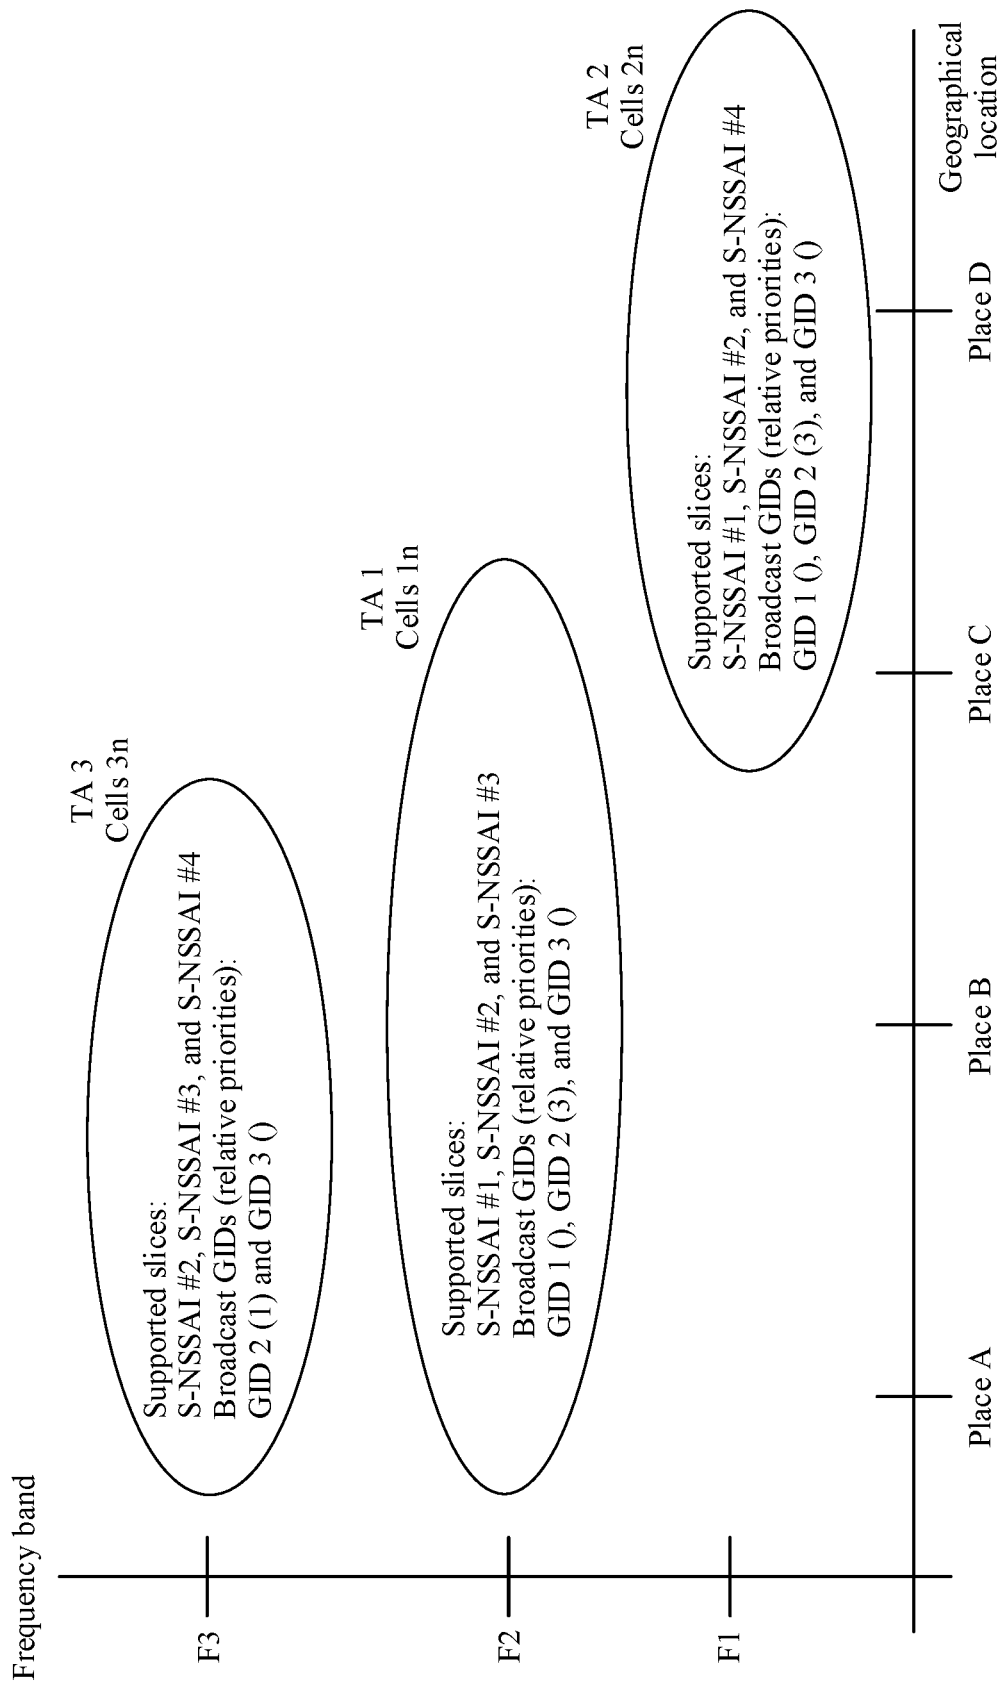 Frequency band
F3
TA 3
Cells 3n
Supported slices:
S-NSSAI #2, S-NSSAI #3, and S-NSSAI #4
Broadcast GIDs (relative priorities):
GID 2 (1) and GID 3 ()
F2
TA 1
Cells 1n
Supported slices:
S-NSSAI #1, S-NSSAI #2, and S-NSSAI #3
Broadcast GIDs (relative priorities):
GID 1 (), GID 2 (3), and GID 3 ()
F1
TA 2
Cells 2n
Supported slices:
S-NSSAI #1, S-NSSAI #2, and S-NSSAI #4
Broadcast GIDs (relative priorities):
GID 1 (), GID 2 (3), and GID 3 ()
Place A
Place B
Place C
Place D
Geographical
location